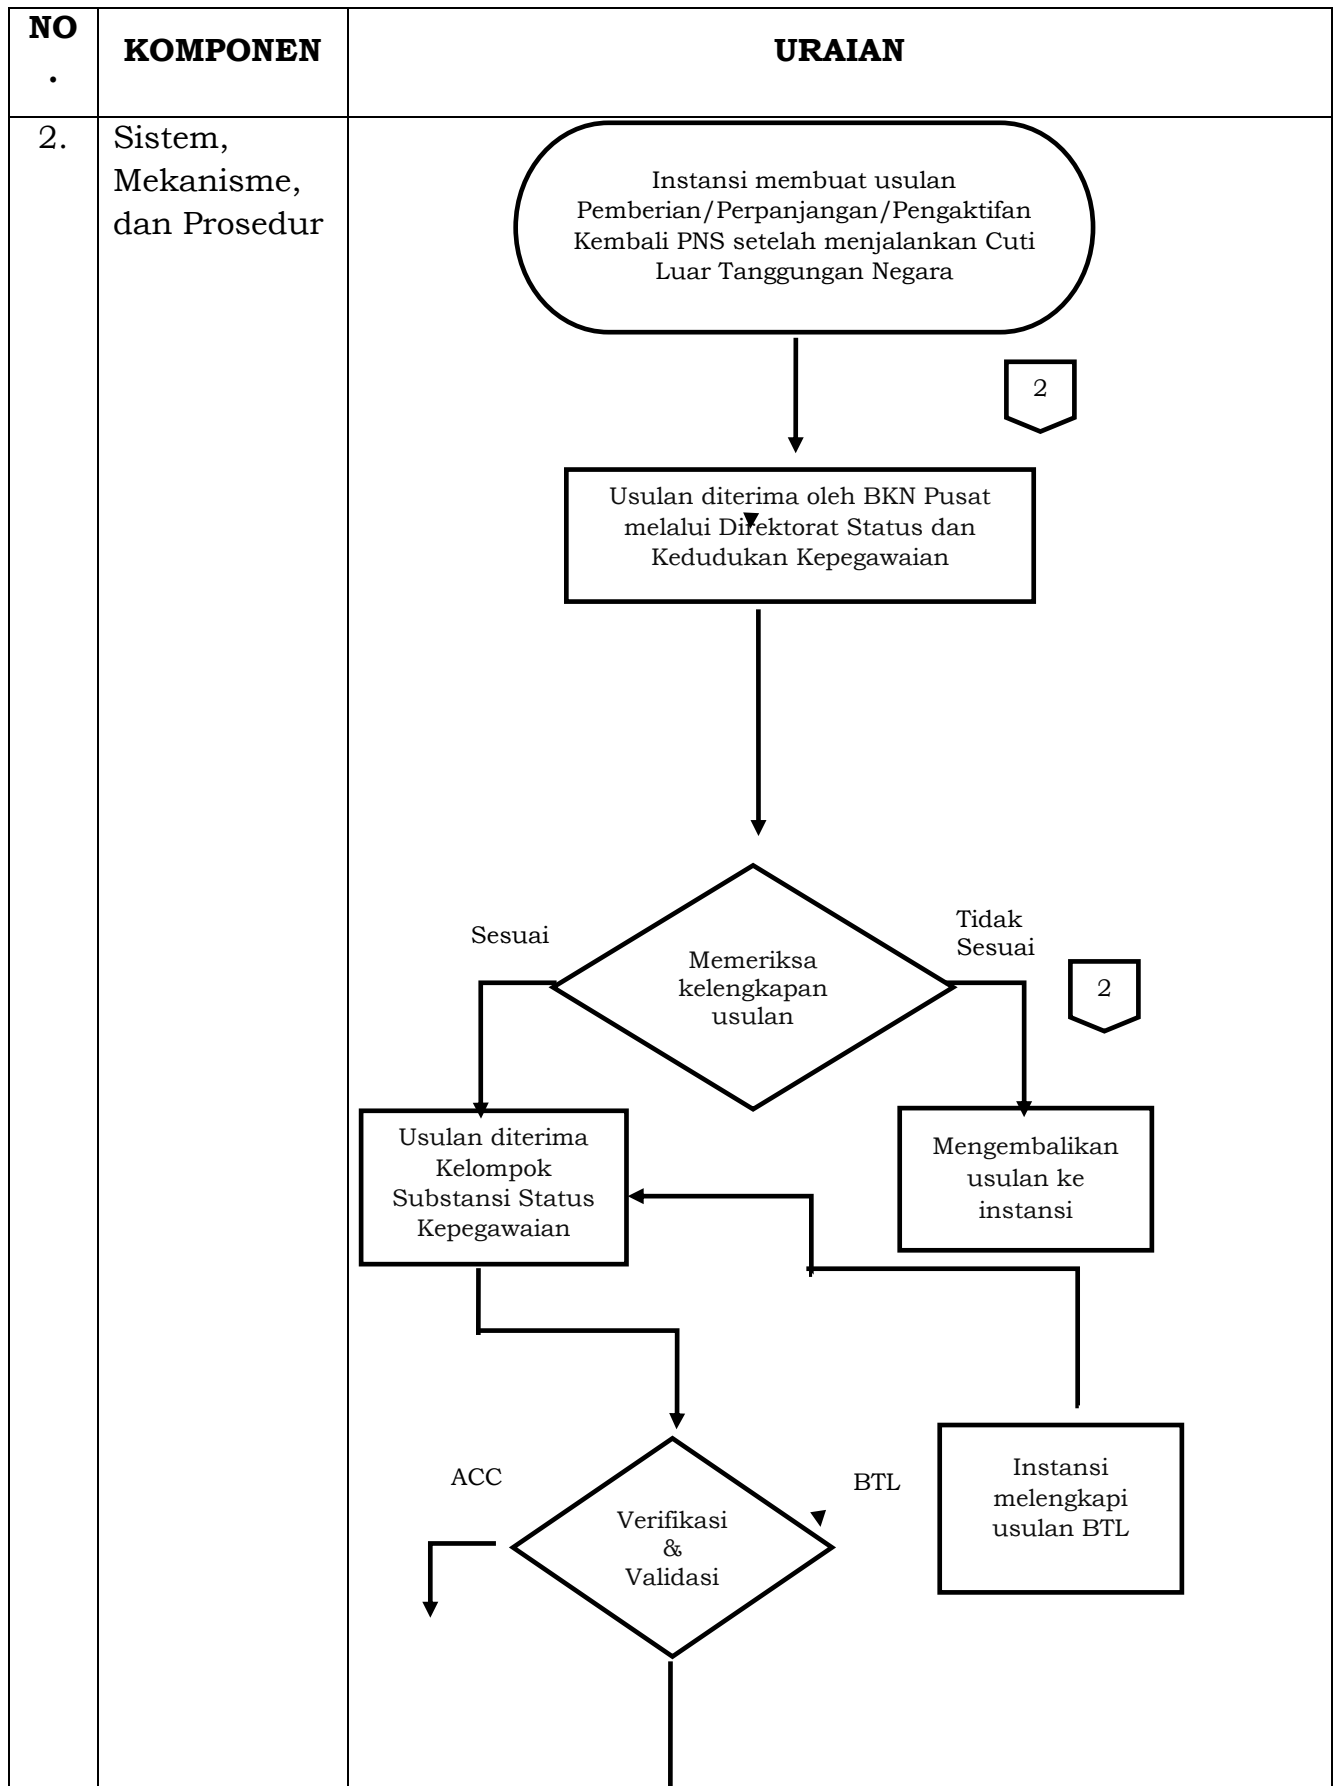 NO
.
KOMPONEN
URAIAN
2.
Sistem,
Mekanisme,
dan Prosedur
Instansi membuat usulan
Pemberian/Perpanjangan/Pengaktifan
Kembali PNS setelah menjalankan Cuti
Luar Tanggungan Negara
2
Usulan diterima oleh BKN Pusat
melalui Direktorat Status dan
Kedudukan Kepegawaian
Sesuai
Tidak
Sesuai
Memeriksa
kelengkapan
usulan
2
Usulan diterima
Kelompok
Substansi Status
Kepegawaian
Mengembalikan
usulan ke
instansi
ACC
BTL
Verifikasi
&
Validasi
Instansi
melengkapi
usulan BTL